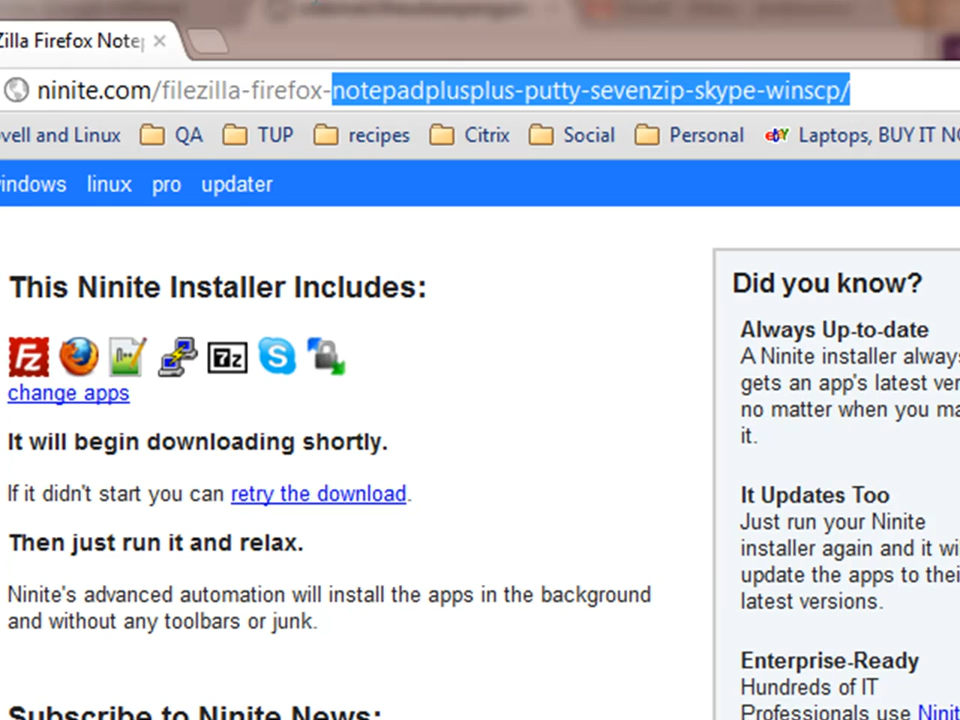 Zilla Firefox Note
ninite.com/filezilla-firefox-notepadplusplus-putty-sevenzip-skype-winscp/
vell and Linux QA TUP recipes Citrix Social Personal Laptops, BUY IT NO
indows linux pro updater
This Ninite Installer Includes:
Fz 7z S
change apps
It will begin downloading shortly.
If it didn't start you can retry the download.
Then just run it and relax.
Ninite's advanced automation will install the apps in the background
and without any toolbars or junk.
Subscribe to Ninite News:
Did you know?
Always Up-to-date
A Ninite installer always
gets an app's latest ver
no matter when you ma
it.
It Updates Too
Just run your Ninite
installer again and it wi
update the apps to thei
latest versions.
Enterprise-Ready
Hundreds of IT
Professionals use Ninit